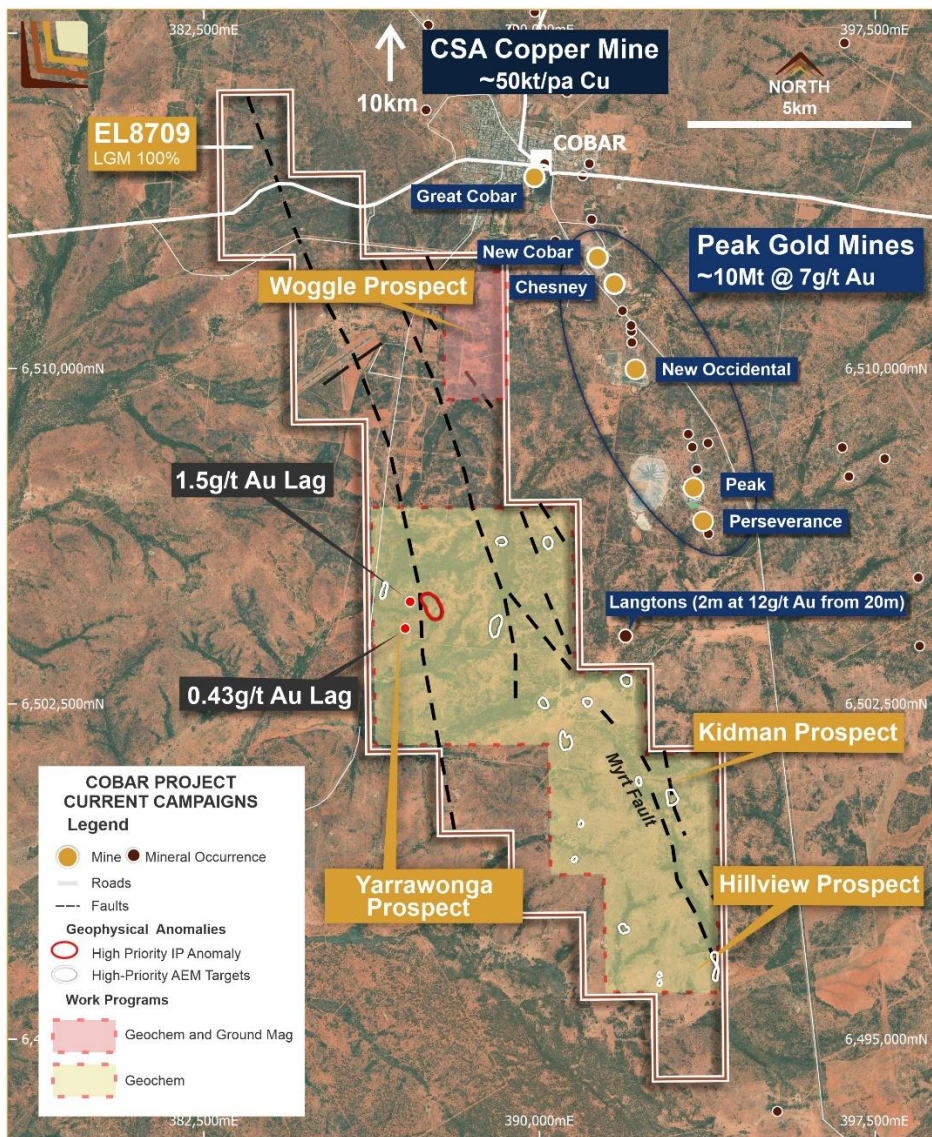 382,500mE
390,000mE
397,500mE
CSA Copper Mine
~50kt/pa Cu
10km
NORTH
5km
EL8709
LGM 100%
COBAR
Great Cobar
New Cobar
Chesney
Peak Gold Mines
~10Mt @ 7g/t Au
Woggle Prospect
6,510,000mN
New Occidental
6,510,000mN
1.5g/t Au Lag
Peak
Perseverance
Langtons (2m at 12g/t Au from 20m)
0.43g/t Au Lag
6,502,500mN
6,502,500mN
Kidman Prospect
Myrt Fault
Yarrawonga
Prospect
Hillview Prospect
COBAR PROJECT
CURRENT CAMPAIGNS
Legend
Mine
Mineral Occurrence
Roads
Faults
Geophysical Anomalies
High Priority IP Anomaly
High-Priority AEM Targets
Work Programs
Geochem and Ground Mag
Geochem
6,495,000mN
382,500mE
390,000mE
397,500mE